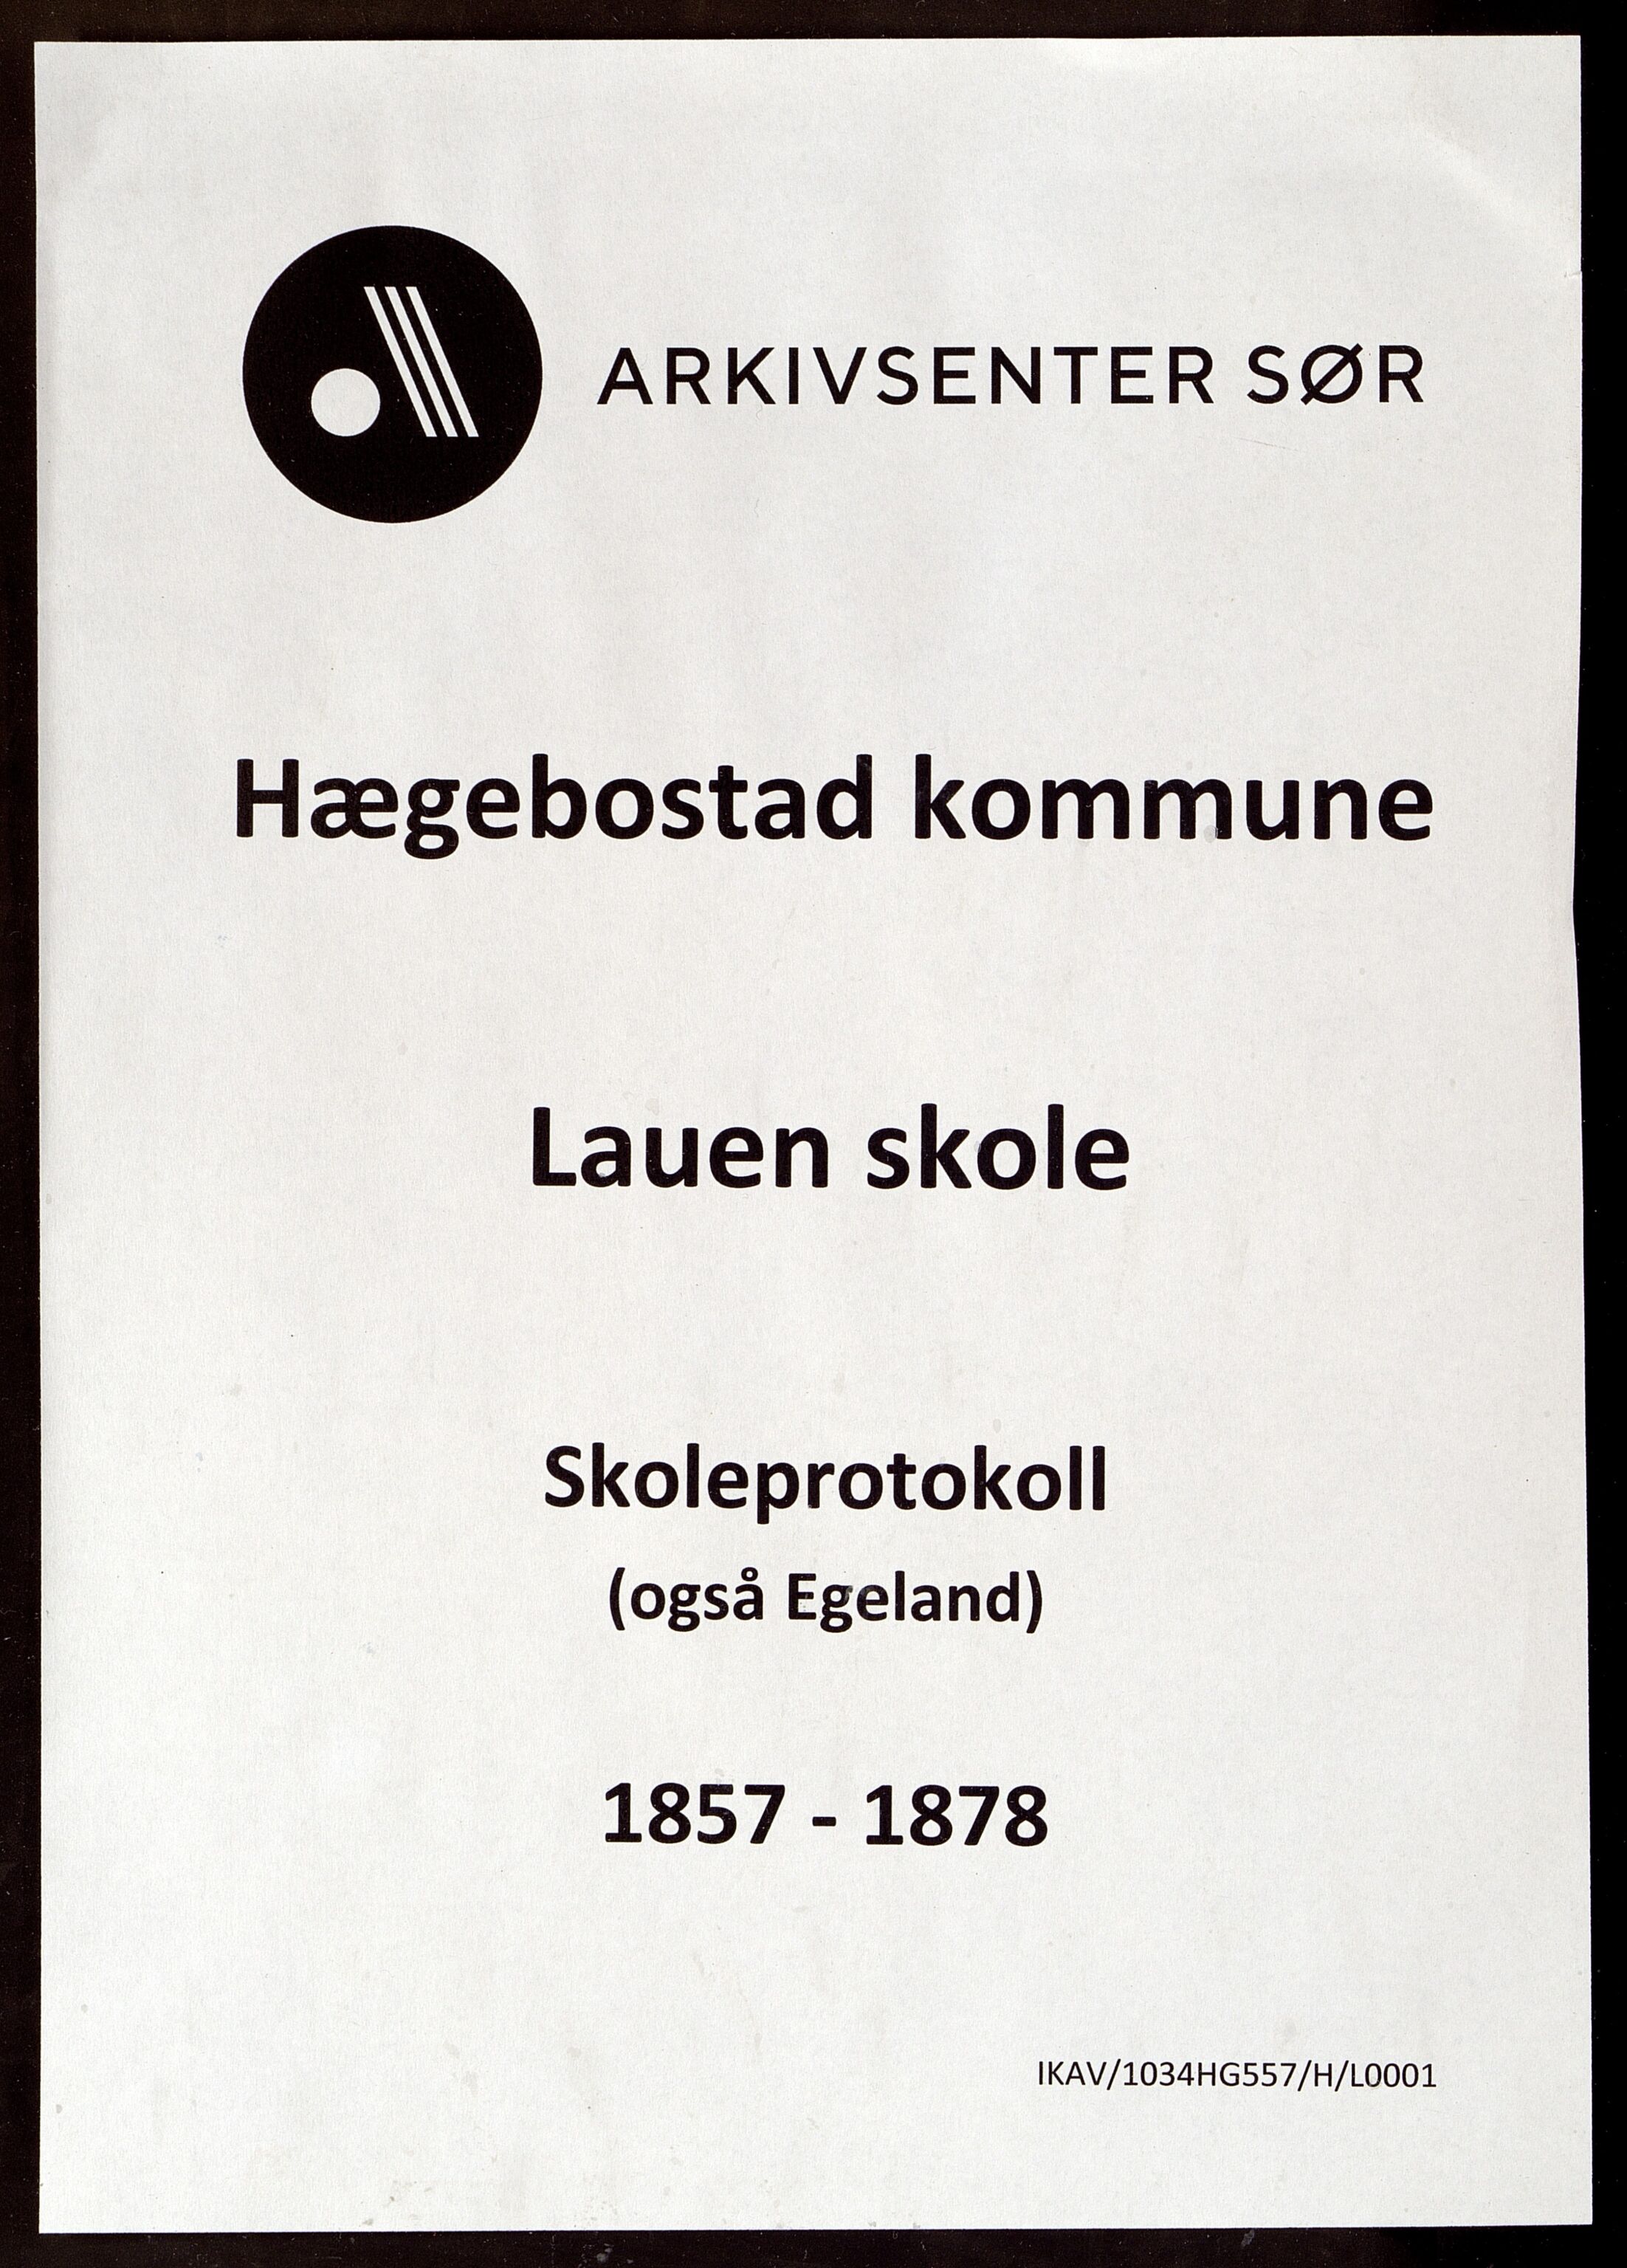 ARKIVSENTER SØR
Hægebostad kommune
Lauen skole
Skoleprotokoll
(også Egeland)
1857 - 1878
IKAV/1034HG557/H/L0001